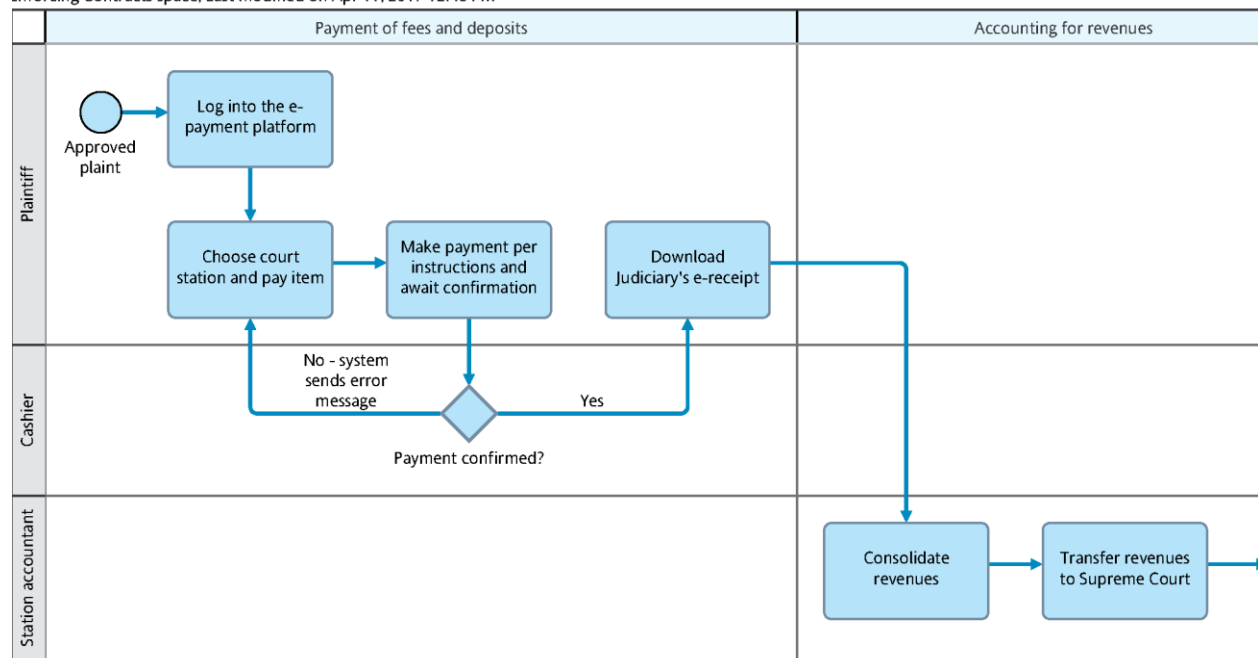 Payment of fees and deposits
Accounting for revenues
Plaintiff
Approved
plaint
Log into the e-
payment platform
Choose court
station and pay item
Make payment per
instructions and
await confirmation
Download
Judiciary's e-receipt
Cashier
No - system
sends error
message
Yes
Payment confirmed?
Station accountant
Consolidate
revenues
Transfer revenues
to Supreme Court